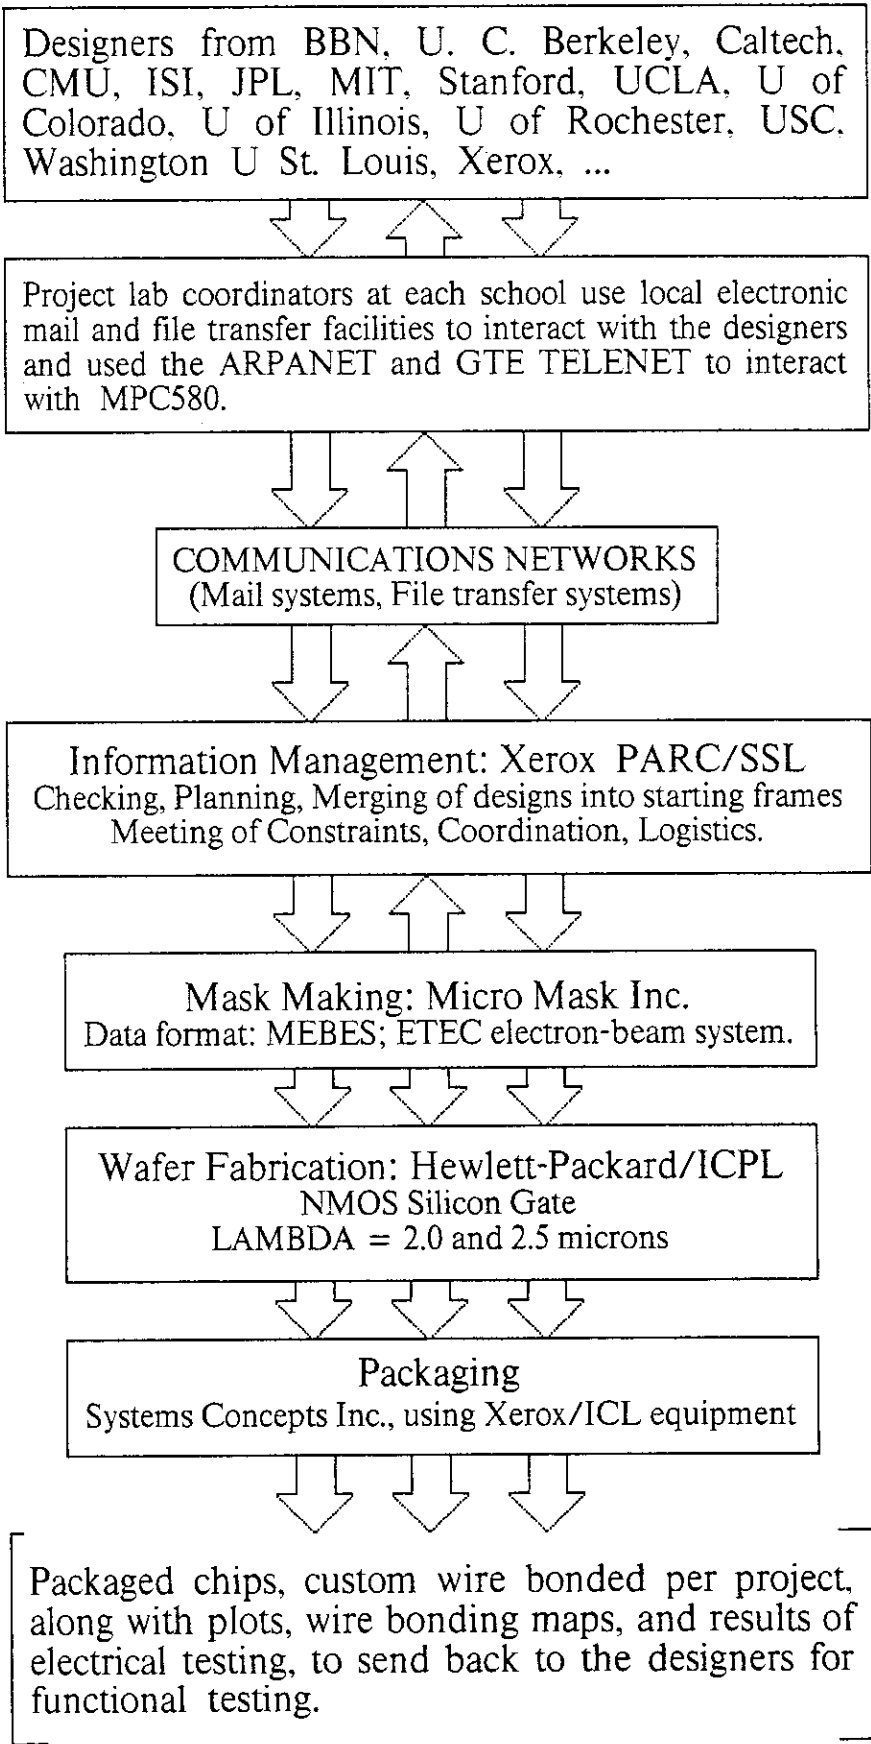 Designers from BBN, U. C. Berkeley, Caltech,
CMU, ISI, JPL, MIT, Stanford, UCLA, U of
Colorado, U of Illinois, U of Rochester, USC,
Washington U St. Louis, Xerox, ...
Project lab coordinators at each school use local electronic
mail and file transfer facilities to interact with the designers
and used the ARPANET and GTE TELENET to interact
with MPC580.
COMMUNICATIONS NETWORKS
(Mail systems, File transfer systems)
Information Management: Xerox PARC/SSL
Checking, Planning, Merging of designs into starting frames
Meeting of Constraints, Coordination, Logistics.
Mask Making: Micro Mask Inc.
Data format: MEBES; ETEC electron-beam system.
Wafer Fabrication: Hewlett-Packard/ICPL
NMOS Silicon Gate
LAMBDA = 2.0 and 2.5 microns
Packaging
Systems Concepts Inc., using Xerox/ICL equipment
Packaged chips, custom wire bonded per project,
along with plots, wire bonding maps, and results of
electrical testing, to send back to the designers for
functional testing.